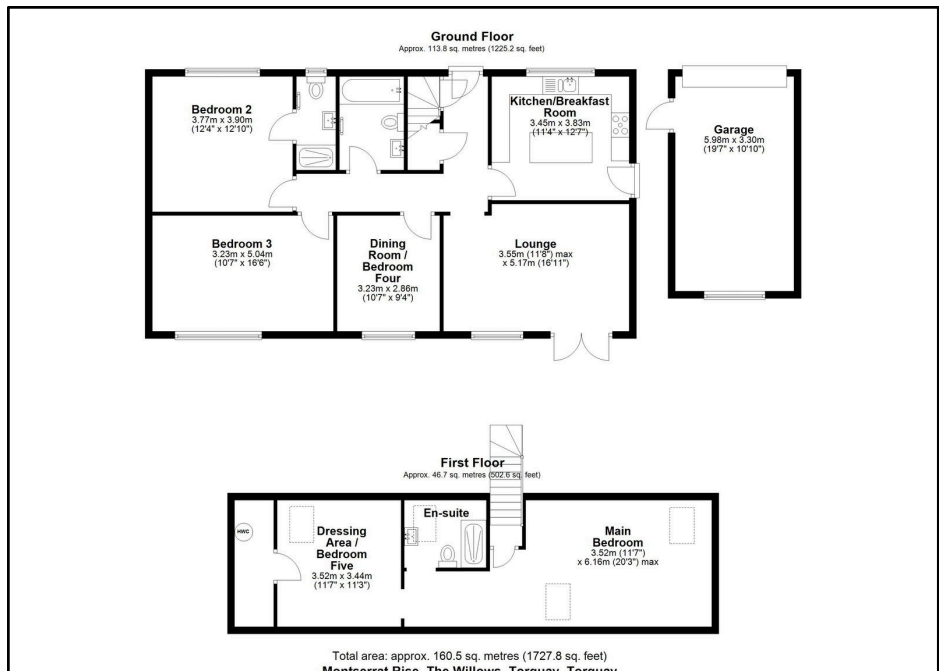 Ground Floor
Approx. 113.8 sq. metres (1225.2 sq. feet)
Bedroom 2
3.77m x 3.90m
(12'4" x 12'10")
Kitchen/Breakfast
Room
3.45m x 3.83m
(11'4" x 12'7")
Garage
5.98m x 3.30m
(19'7" x 10'10")
Bedroom 3
3.23m x 5.04m
(10'7" x 16'6")
Dining
Room /
Bedroom
Four
3.23m x 2.86m
(10'7" x 9'4")
Lounge
3.55m (11'8") max
x 5.17m (16'11")
First Floor
Approx. 46.7 sq. metres (502.6 sq. feet)
HWC
Dressing
Area /
Bedroom
Five
3.52m x 3.44m
(11'7" x 11'3")
En-suite
Main
Bedroom
3.52m (11'7")
x 6.16m (20'3") max
Total area: approx. 160.5 sq. metres (1727.8 sq. feet)
Montserrat Rise, The Willows, Torquay, Torquay